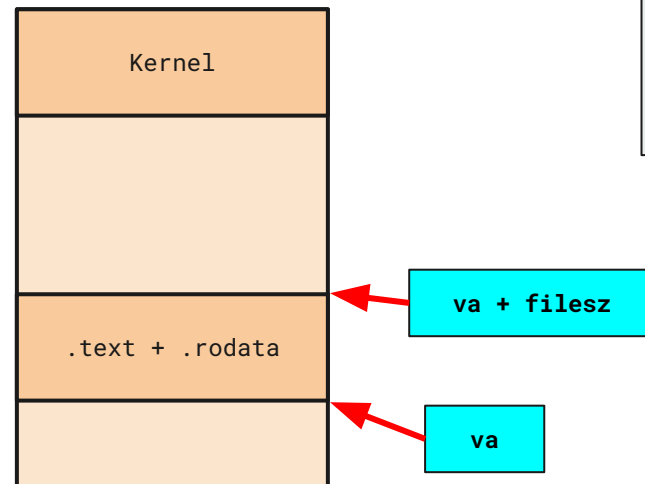 Kernel
va + filesz
.text + .rodata
va